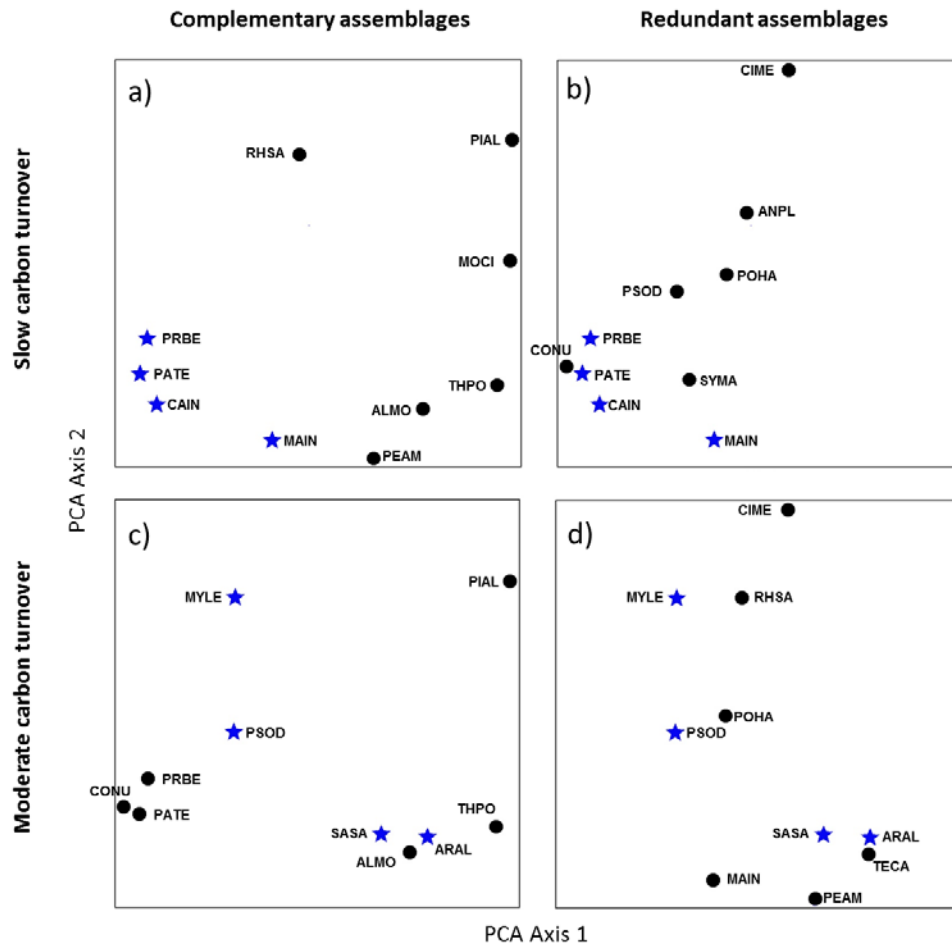 Complementary assemblages
Redundant assemblages
Slow carbon turnover
Moderate carbon turnover
PCA Axis 2
a)
RHSA
PIAL
MOCI
PRBE
PATE
CAIN
THPO
ALMO
MAIN
PEAM
b)
CIME
ANPL
POHA
PSOD
PRBE
CONU
PATE
SYMA
CAIN
MAIN
c)
PIAL
MYLE
PSOD
PRBE
CONU
PATE
THPO
SASA
ARAL
ALMO
d)
CIME
MYLE
RHSA
POHA
PSOD
SASA
ARAL
TECA
MAIN
PEAM
PCA Axis 1